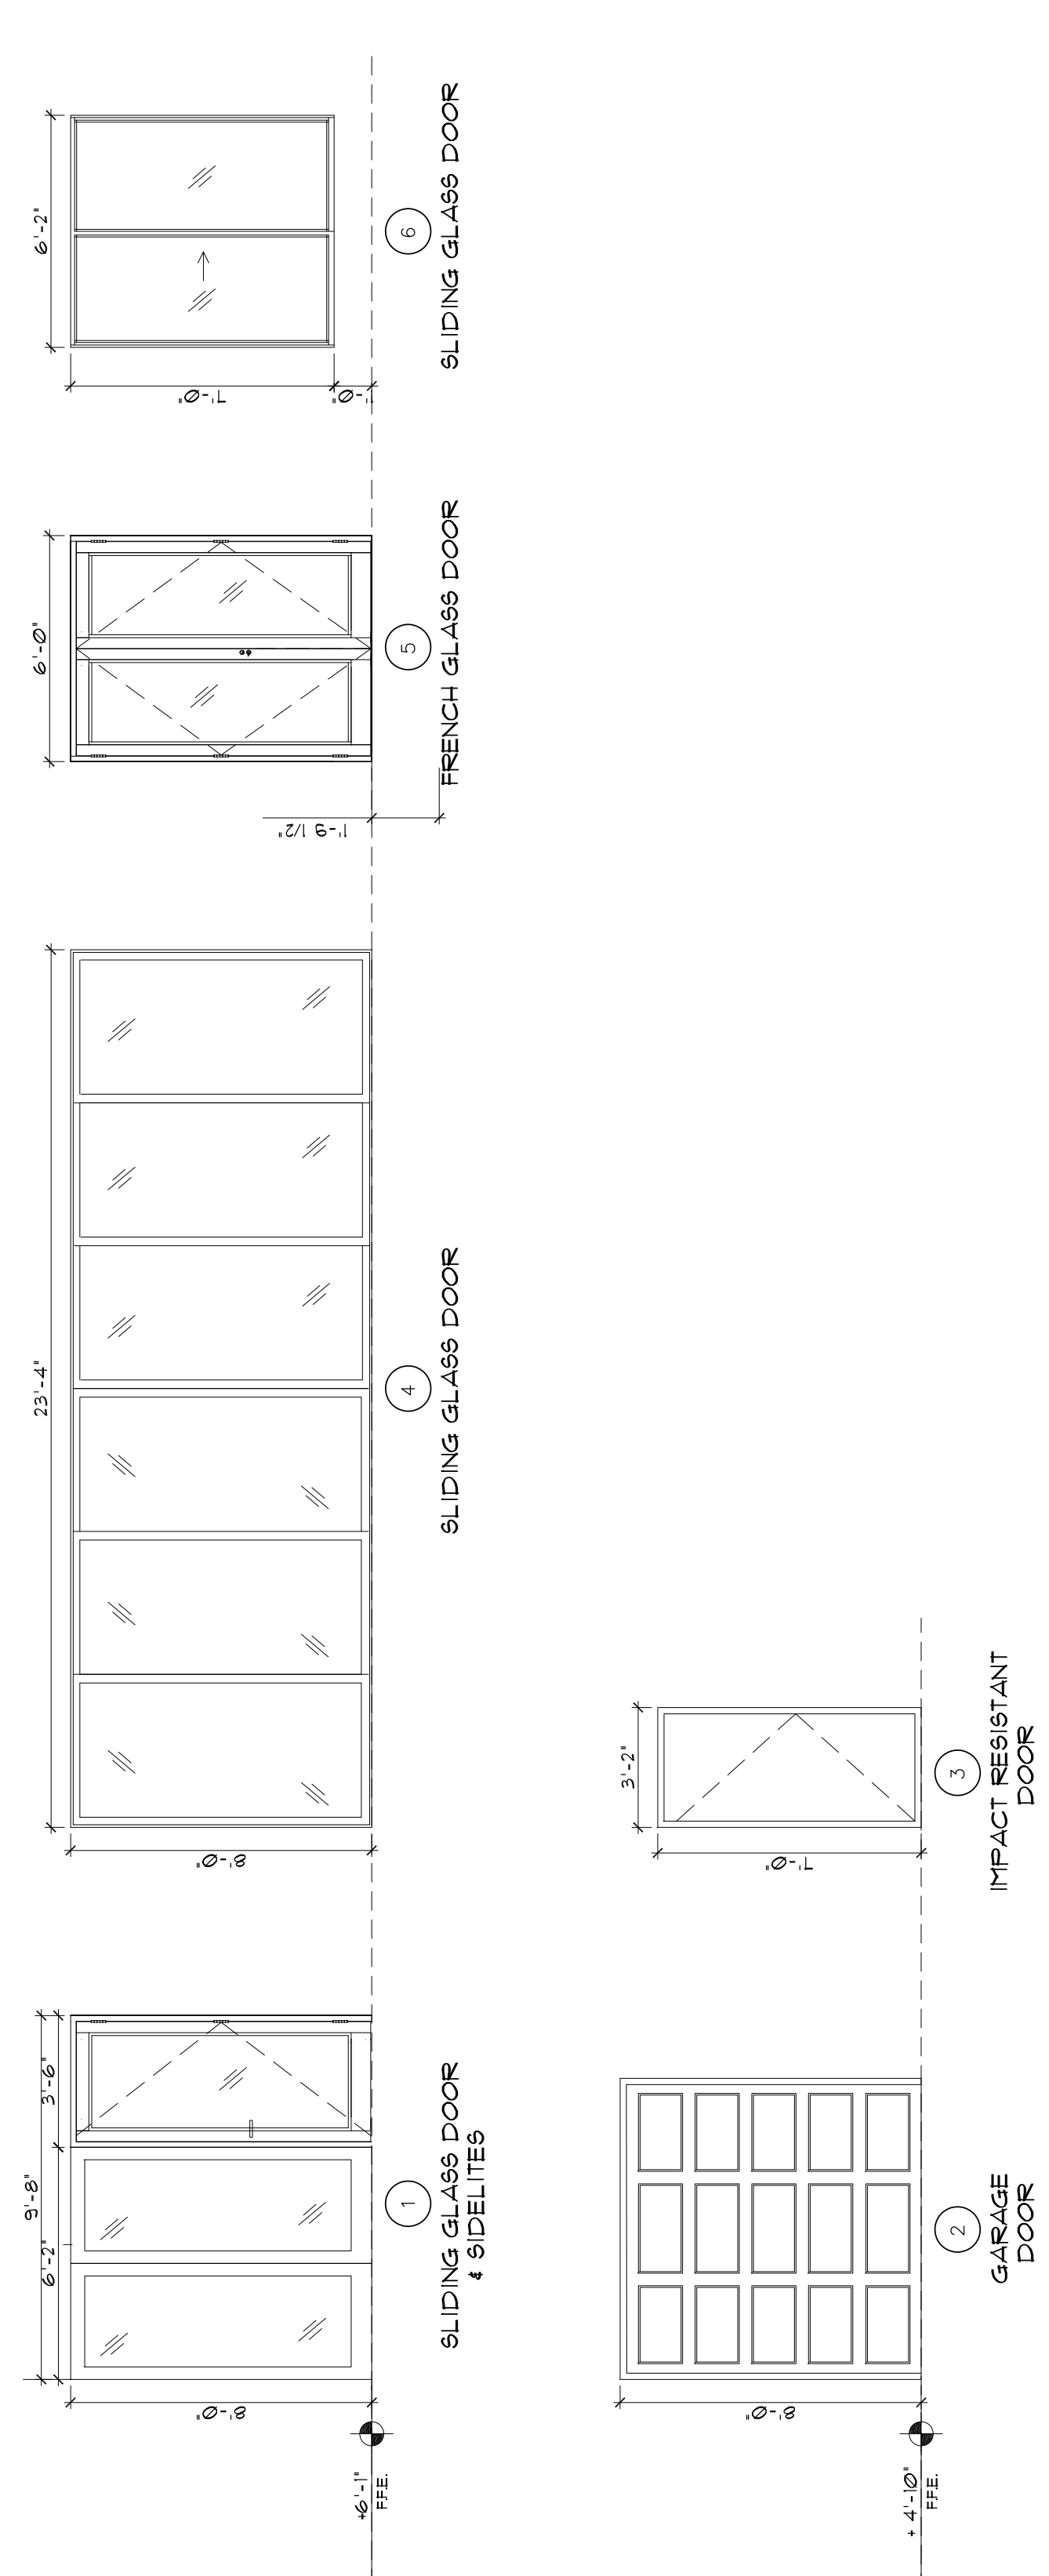 9'-8"
6'-2"
3'-6"
8'-0"
+6'-1"
F.F.E.
1
SLIDING GLASS DOOR
& SIDELITES
23'-4"
8'-0"
4
SLIDING GLASS DOOR
6'-0"
1'-9 1/2"
5
FRENCH GLASS DOOR
6'-2"
7'-0"
1'-0"
6
SLIDING GLASS DOOR
8'-0"
+ 4'-10"
F.F.E.
2
GARAGE
DOOR
3'-2"
7'-0"
3
IMPACT RESISTANT
DOOR